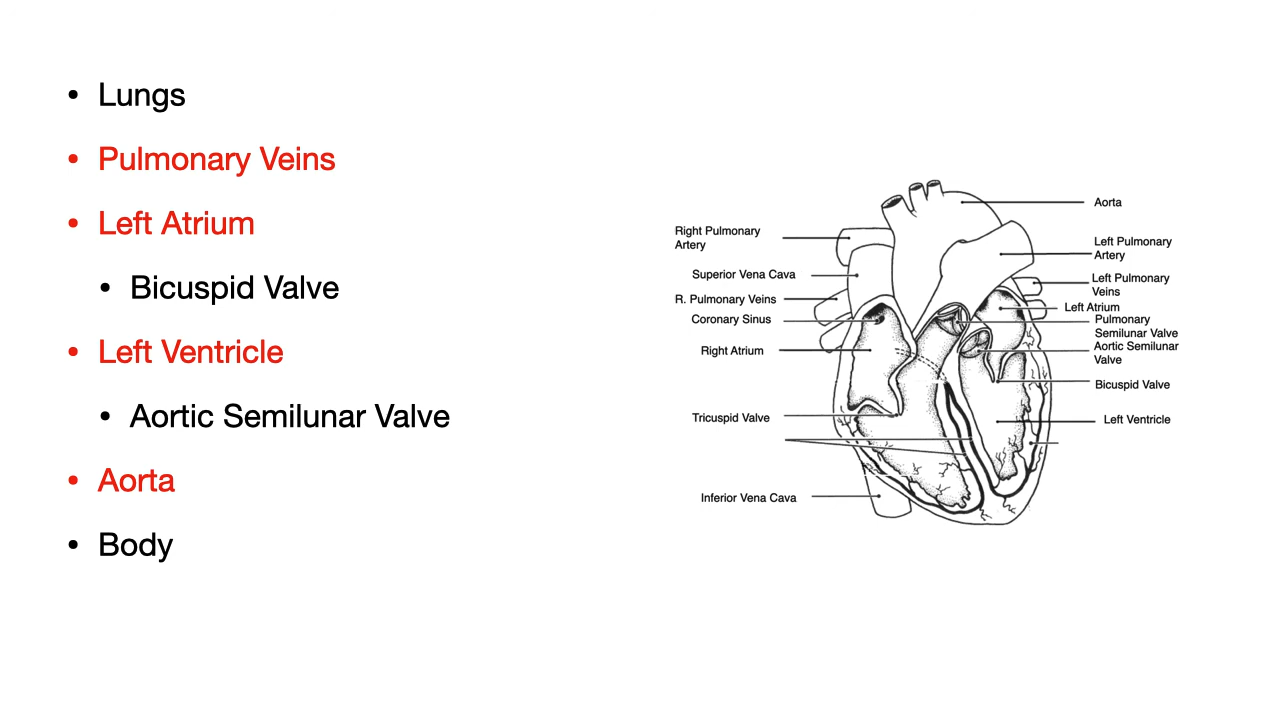 • Lungs
• Pulmonary Veins
• Left Atrium
• Bicuspid Valve
• Left Ventricle
• Aortic Semilunar Valve
• Aorta
• Body
Right Pulmonary
Artery
Superior Vena Cava
R. Pulmonary Veins
Coronary Sinus
Right Atrium
Tricuspid Valve
Inferior Vena Cava
Aorta
Left Pulmonary
Artery
Left Pulmonary
Veins
Left Atrium
Pulmonary
Semilunar Valve
Aortic Semilunar
Valve
Bicuspid Valve
Left Ventricle